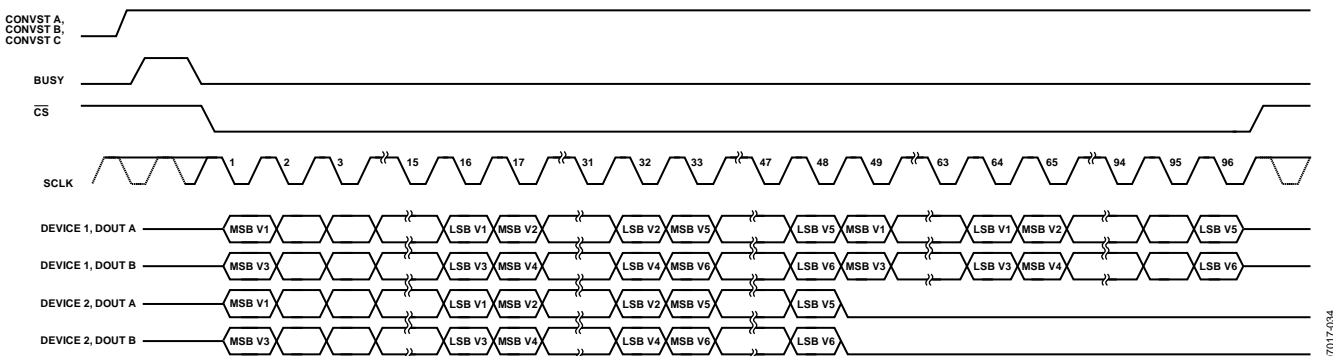 CONVST A,
CONVST B,
CONVST C
BUSY
CS
1 2 3 15 16 17 31 32 33 47 48 49 63 64 65 94 95 96
SCLK
DEVICE 1, DOUT A MSB V1 LSB V1 MSB V2 LSB V2 MSB V5 LSB V5 MSB V1 LSB V1 MSB V2 LSB V5
DEVICE 1, DOUT B MSB V3 LSB V3 MSB V4 LSB V4 MSB V6 LSB V6 MSB V3 LSB V3 MSB V4 LSB V6
DEVICE 2, DOUT A MSB V1 LSB V1 MSB V2 LSB V2 MSB V5 LSB V5
DEVICE 2, DOUT B MSB V3 LSB V3 MSB V4 LSB V4 MSB V6 LSB V6
07017-034